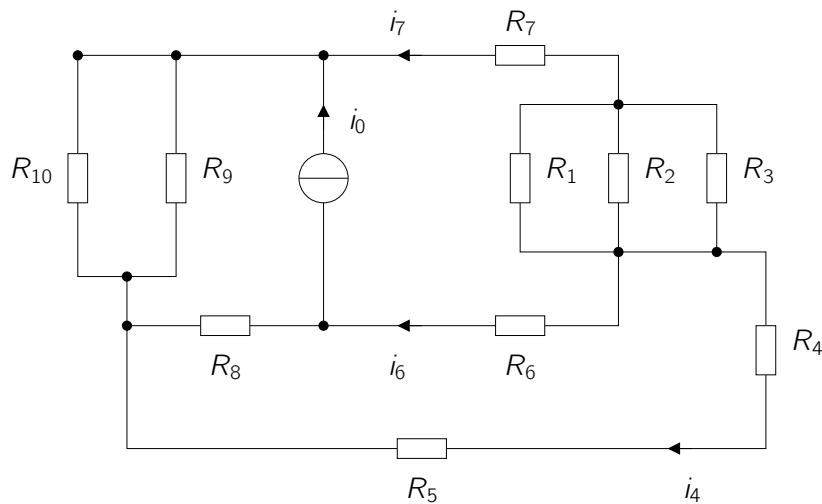 i₇ R₇
i₀
R₁₀ R₉ R₁ R₂ R₃
R₄
R₈ i₆ R₆
R₅ i₄